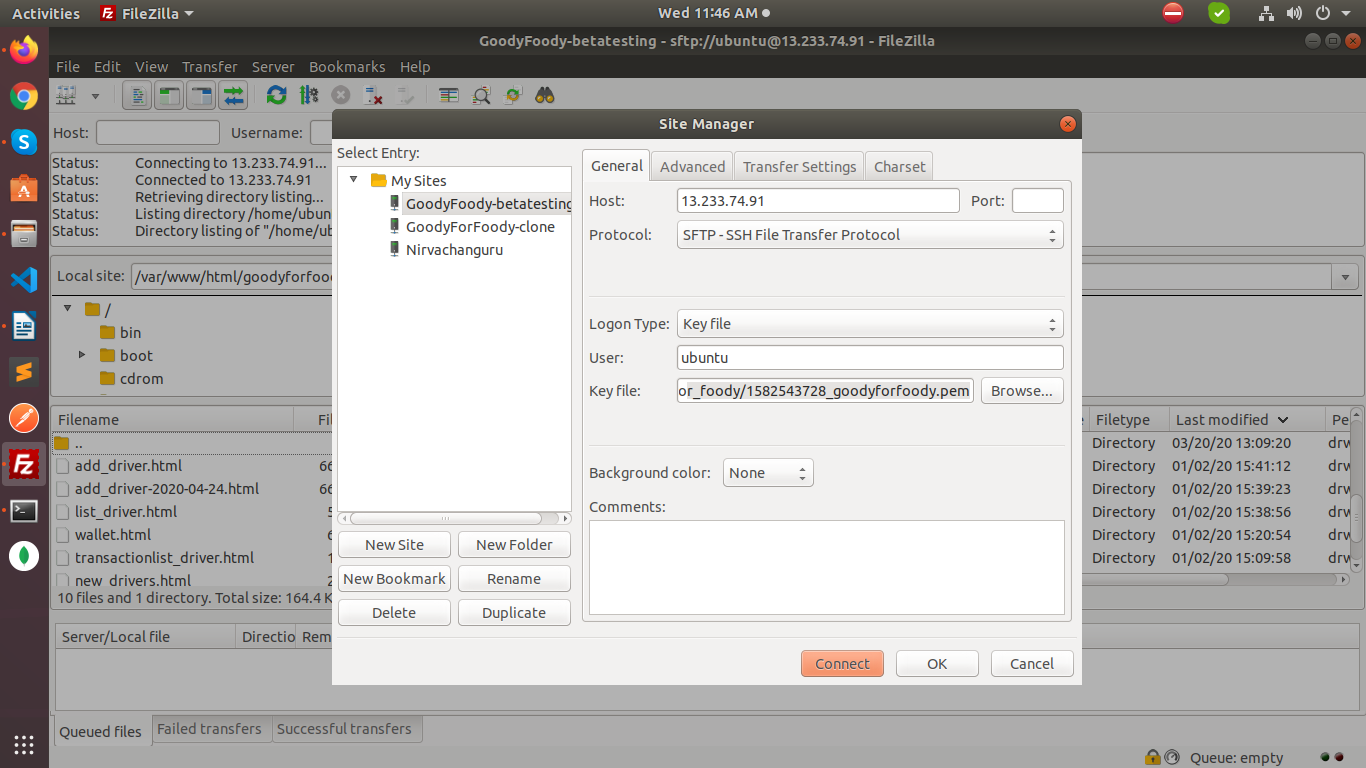 Activities FileZilla Wed 11:46 AM
GoodyFoody-betatesting - sftp://ubuntu@13.233.74.91 - FileZilla
File Edit View Transfer Server Bookmarks Help
Host: Username:
Status: Connecting to 13.233.74.91...
Status: Connected to 13.233.74.91
Status: Retrieving directory listing...
Status: Listing directory /home/ubun
Status: Directory listing of "/home/ub
Local site: /var/www/html/goodyforfoo
/
bin
boot
cdrom
Filename Fi
..
add_driver.html 66
add_driver-2020-04-24.html 66
list_driver.html 5
wallet.html 6
transactionlist_driver.html 1
new_drivers.html 2
10 files and 1 directory. Total size: 164.4 K
Server/Local file Directio Rem
Queued files Failed transfers Successful transfers
Site Manager
Select Entry:
My Sites
GoodyFoody-betatesting
GoodyForFoody-clone
Nirvachanguru
New Site New Folder
New Bookmark Rename
Delete Duplicate
General Advanced Transfer Settings Charset
Host: 13.233.74.91 Port:
Protocol: SFTP - SSH File Transfer Protocol
Logon Type: Key file
User: ubuntu
Key file: or_foody/1582543728_goodyforfoody.pem Browse...
Background color: None
Comments:
Connect OK Cancel
Filetype Last modified Pe
Directory 03/20/20 13:09:20 drw
Directory 01/02/20 15:41:12 drw
Directory 01/02/20 15:39:23 drw
Directory 01/02/20 15:38:56 drw
Directory 01/02/20 15:20:54 drw
Directory 01/02/20 15:09:58 drw
Queue: empty